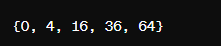 {0, 4, 16, 36, 64}